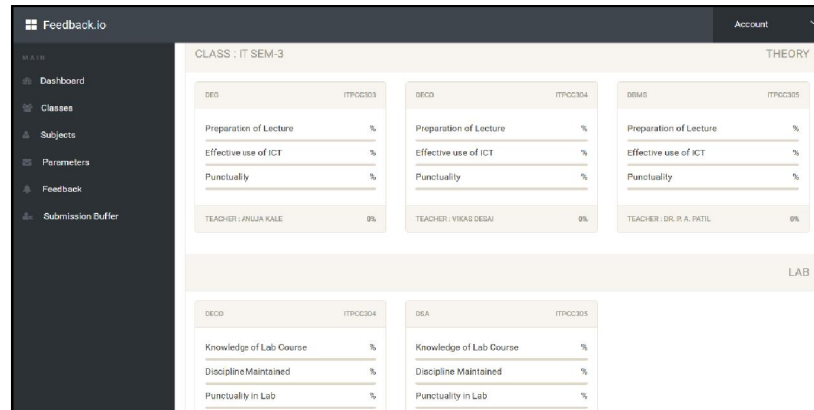 Feedback.io
Account
MAIN
Dashboard
Classes
Subjects
Parameters
Feedback
Submission Buffer
CLASS : IT SEM-3 THEORY
DEG ITPCC303
Preparation of Lecture %
Effective use of ICT %
Punctuality %
TEACHER : ANUJA KALE 0%
DECO ITPCC304
Preparation of Lecture %
Effective use of ICT %
Punctuality %
TEACHER : VIKAS DESAI 0%
DBMS ITPCC305
Preparation of Lecture %
Effective use of ICT %
Punctuality %
TEACHER : DR. P. A. PATIL 0%
LAB
DECO ITPCC304
Knowledge of Lab Course %
Discipline Maintained %
Punctuality in Lab %
DSA ITPCC305
Knowledge of Lab Course %
Discipline Maintained %
Punctuality in Lab %